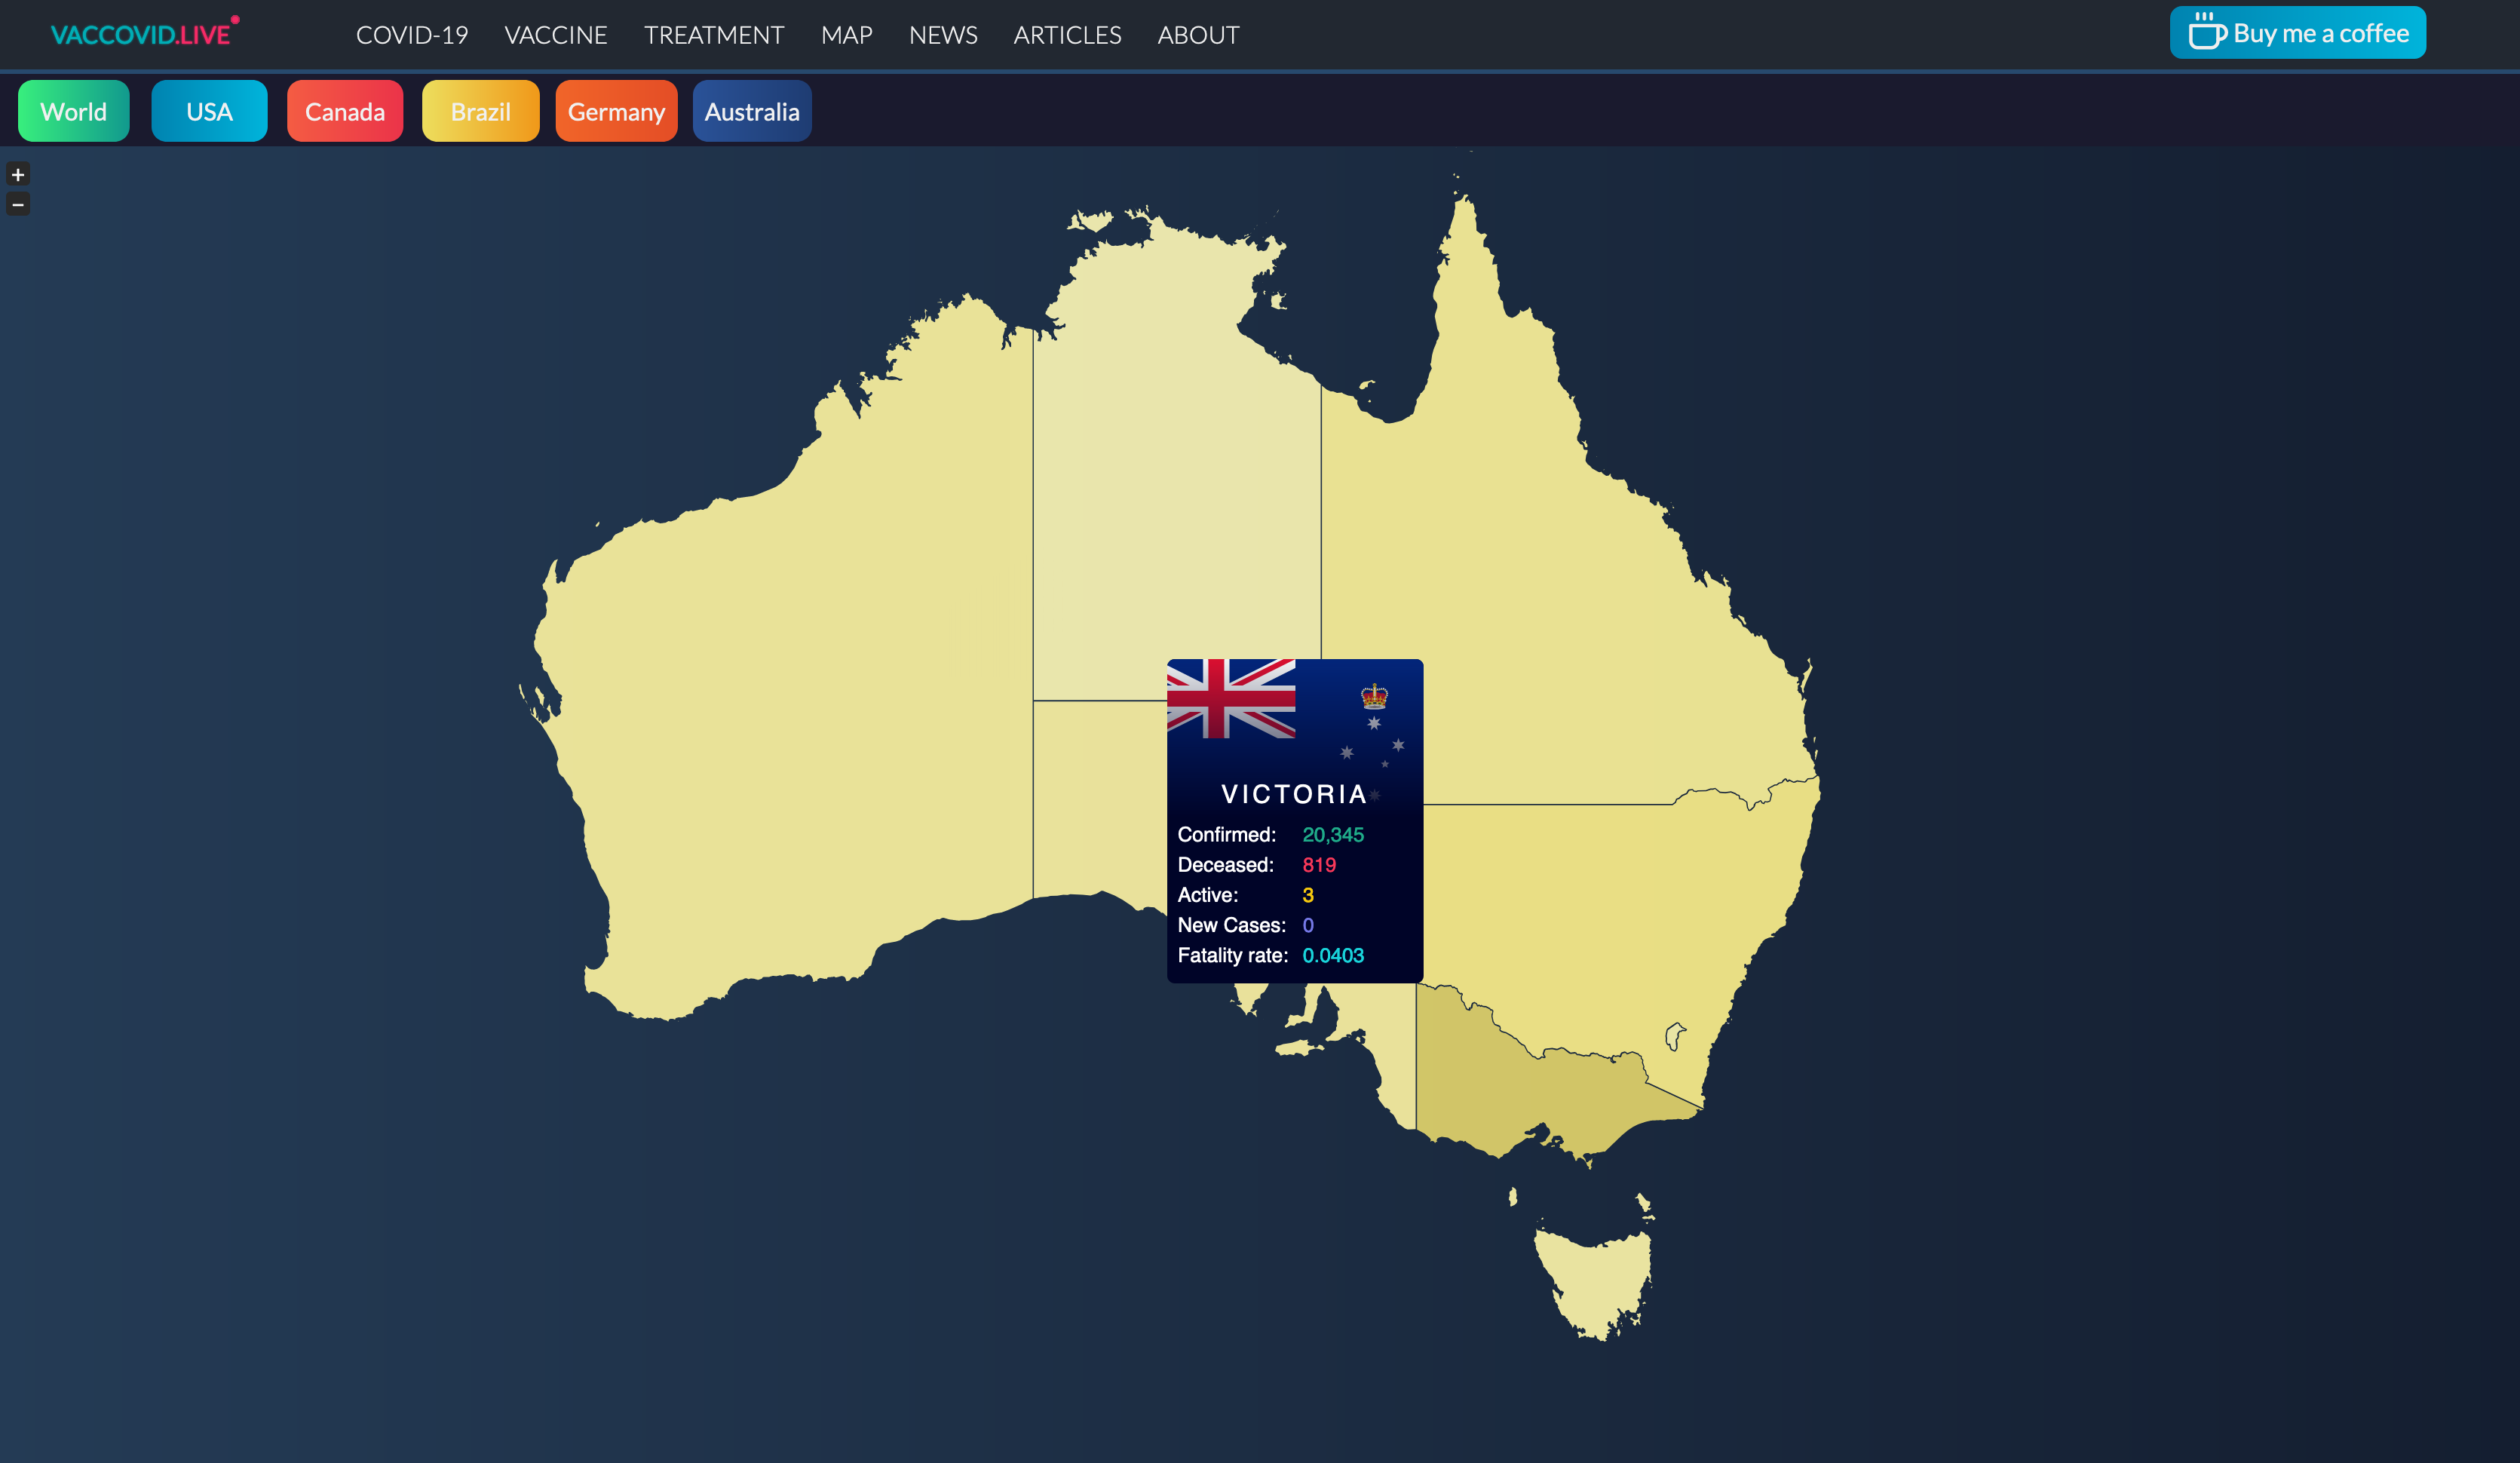 VACCOVID.LIVE COVID-19 VACCINE TREATMENT MAP NEWS ARTICLES ABOUT Buy me a coffee
World USA Canada Brazil Germany Australia
+
−
VICTORIA
Confirmed: 20,345
Deceased: 819
Active: 3
New Cases: 0
Fatality rate: 0.0403